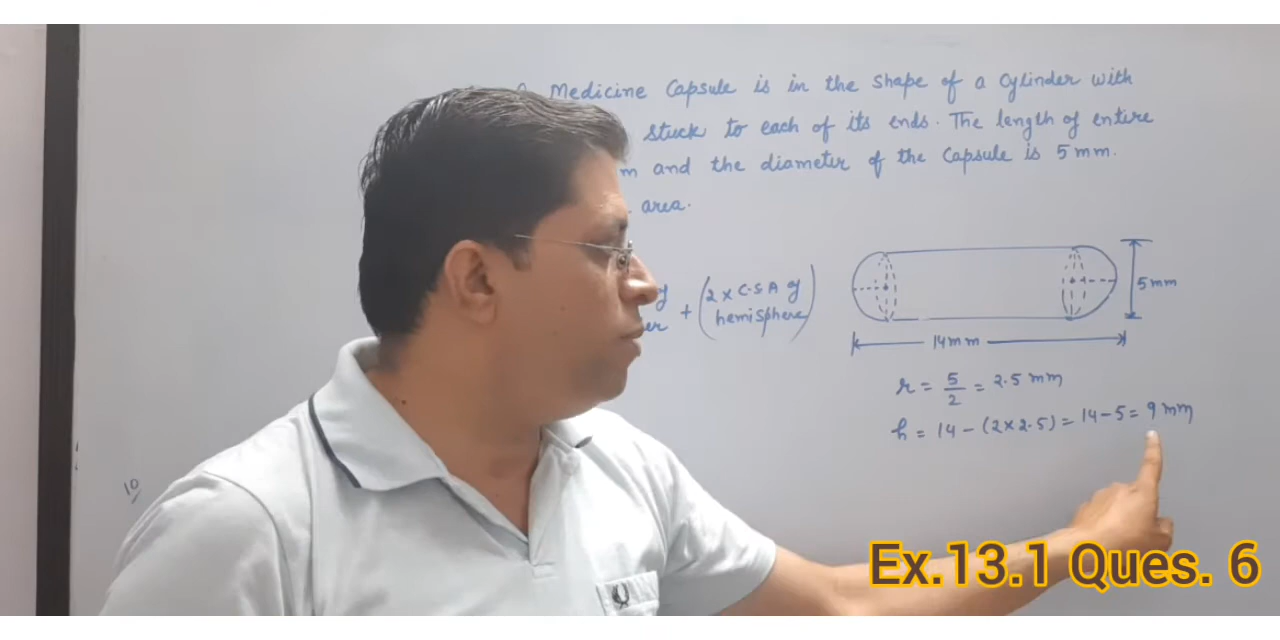 A Medicine Capsule is in the shape of a Cylinder with
stuck to each of its ends. The length of entire
m and the diameter of the Capsule is 5 mm.
area.
+ (2 x C.S.A of
hemisphere)
5 mm
14 mm
r = 5/2 = 2.5 mm
h = 14 - (2 x 2.5) = 14 - 5 = 9 mm
10
Ex.13.1 Ques. 6